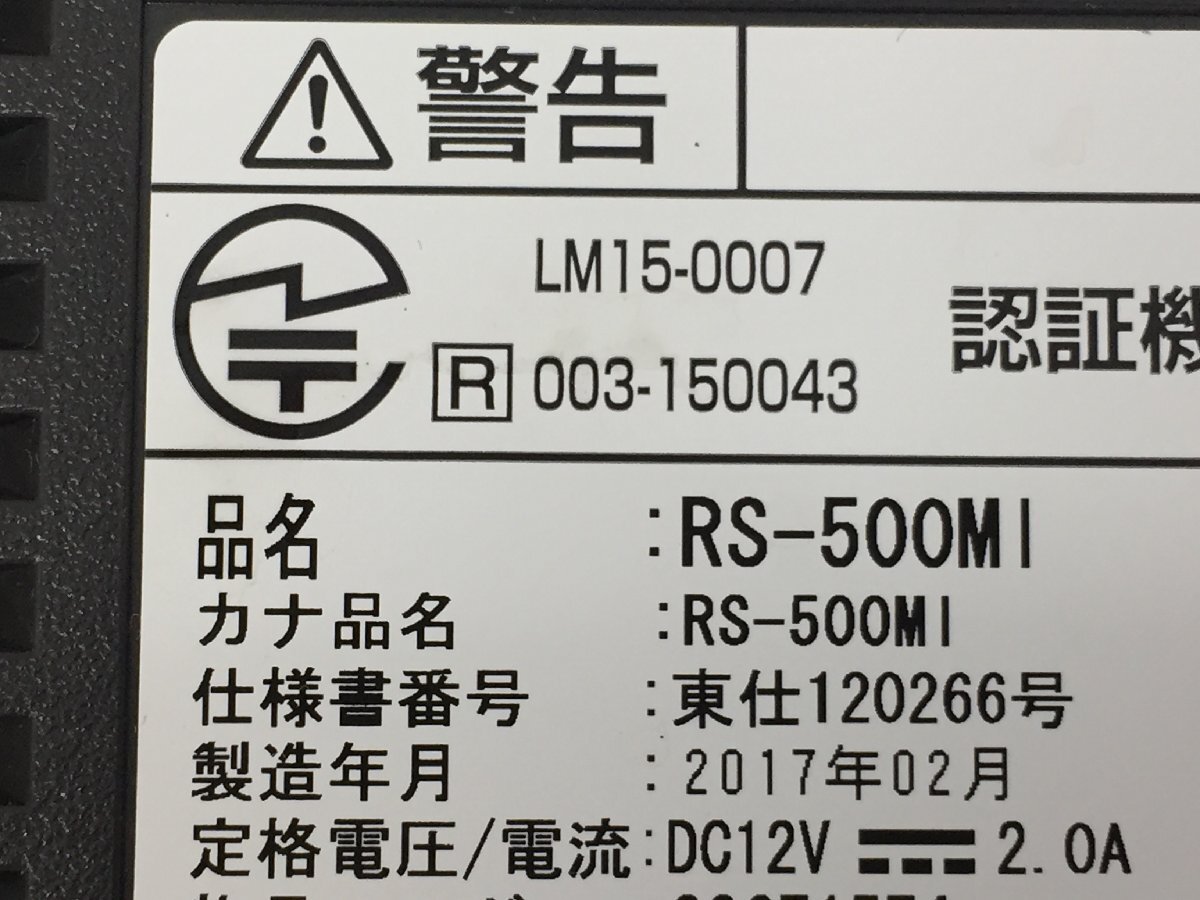 警告
LM15-0007
R 003-150043
認証機
品名 :RS-500MI
カナ品名 :RS-500MI
仕様書番号 :東仕120266号
製造年月 :2017年02月
定格電圧/電流:DC12V 2.0A